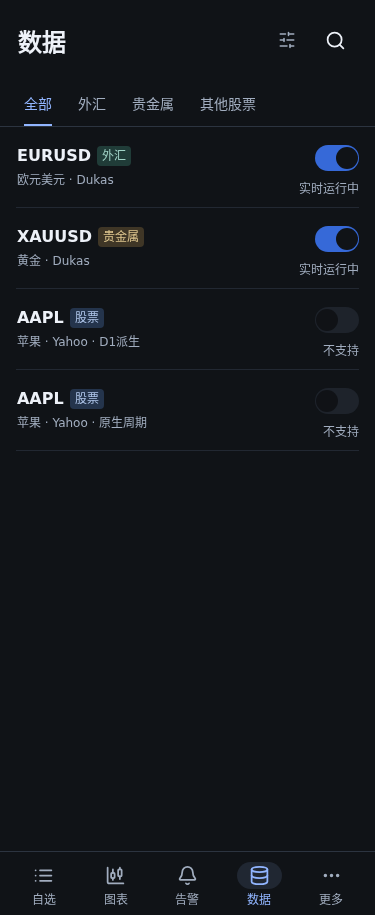 数据
全部 外汇 贵金属 其他股票
EURUSD 外汇
欧元美元 · Dukas
实时运行中
XAUUSD 贵金属
黄金 · Dukas
实时运行中
AAPL 股票
苹果 · Yahoo · D1派生
不支持
AAPL 股票
苹果 · Yahoo · 原生周期
不支持
自选 图表 告警 数据 更多